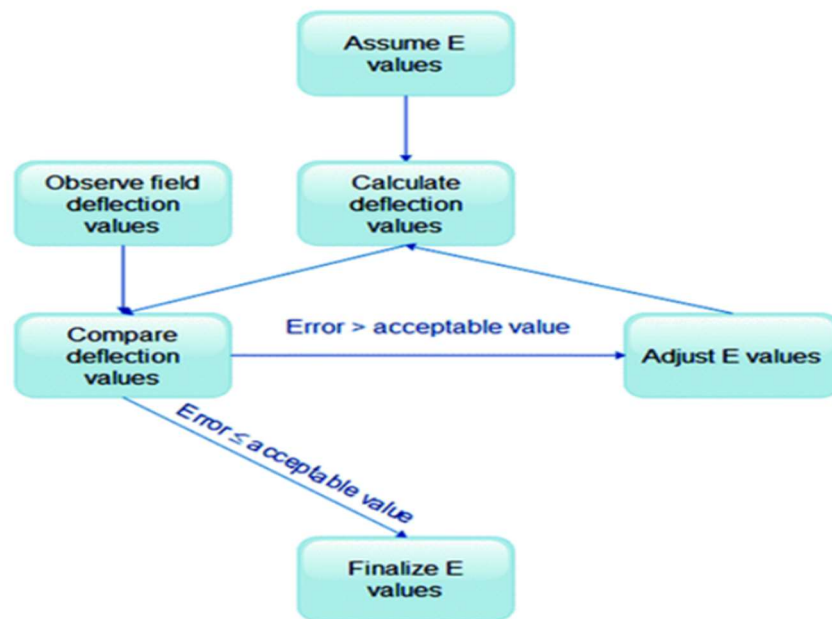 Assume E
values
Observe field
deflection
values
Calculate
deflection
values
Compare
deflection
values
Error > acceptable value
Adjust E values
Error ≤ acceptable value
Finalize E
values